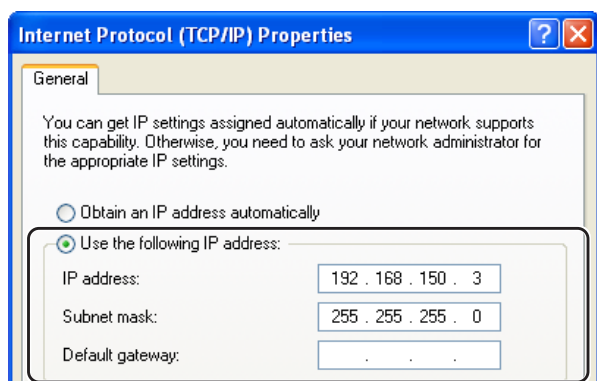 Internet Protocol (TCP/IP) Properties
General
You can get IP settings assigned automatically if your network supports
this capability. Otherwise, you need to ask your network administrator for
the appropriate IP settings.
Obtain an IP address automatically
Use the following IP address:
IP address: 192 . 168 . 150 . 3
Subnet mask: 255 . 255 . 255 . 0
Default gateway: . . .